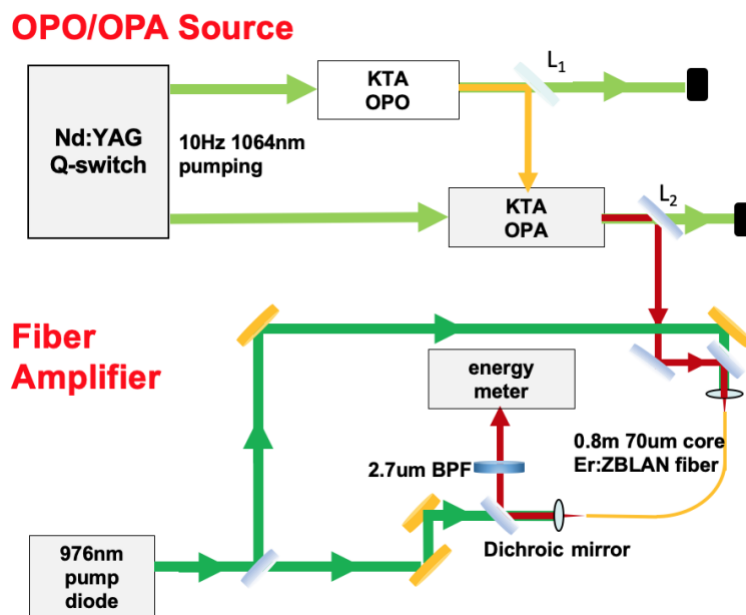 OPO/OPA Source
Nd:YAG
Q-switch
10Hz 1064nm
pumping
KTA
OPO
L₁
KTA
OPA
L₂
Fiber
Amplifier
energy
meter
2.7um BPF
0.8m 70um core
Er:ZBLAN fiber
Dichroic mirror
976nm
pump
diode